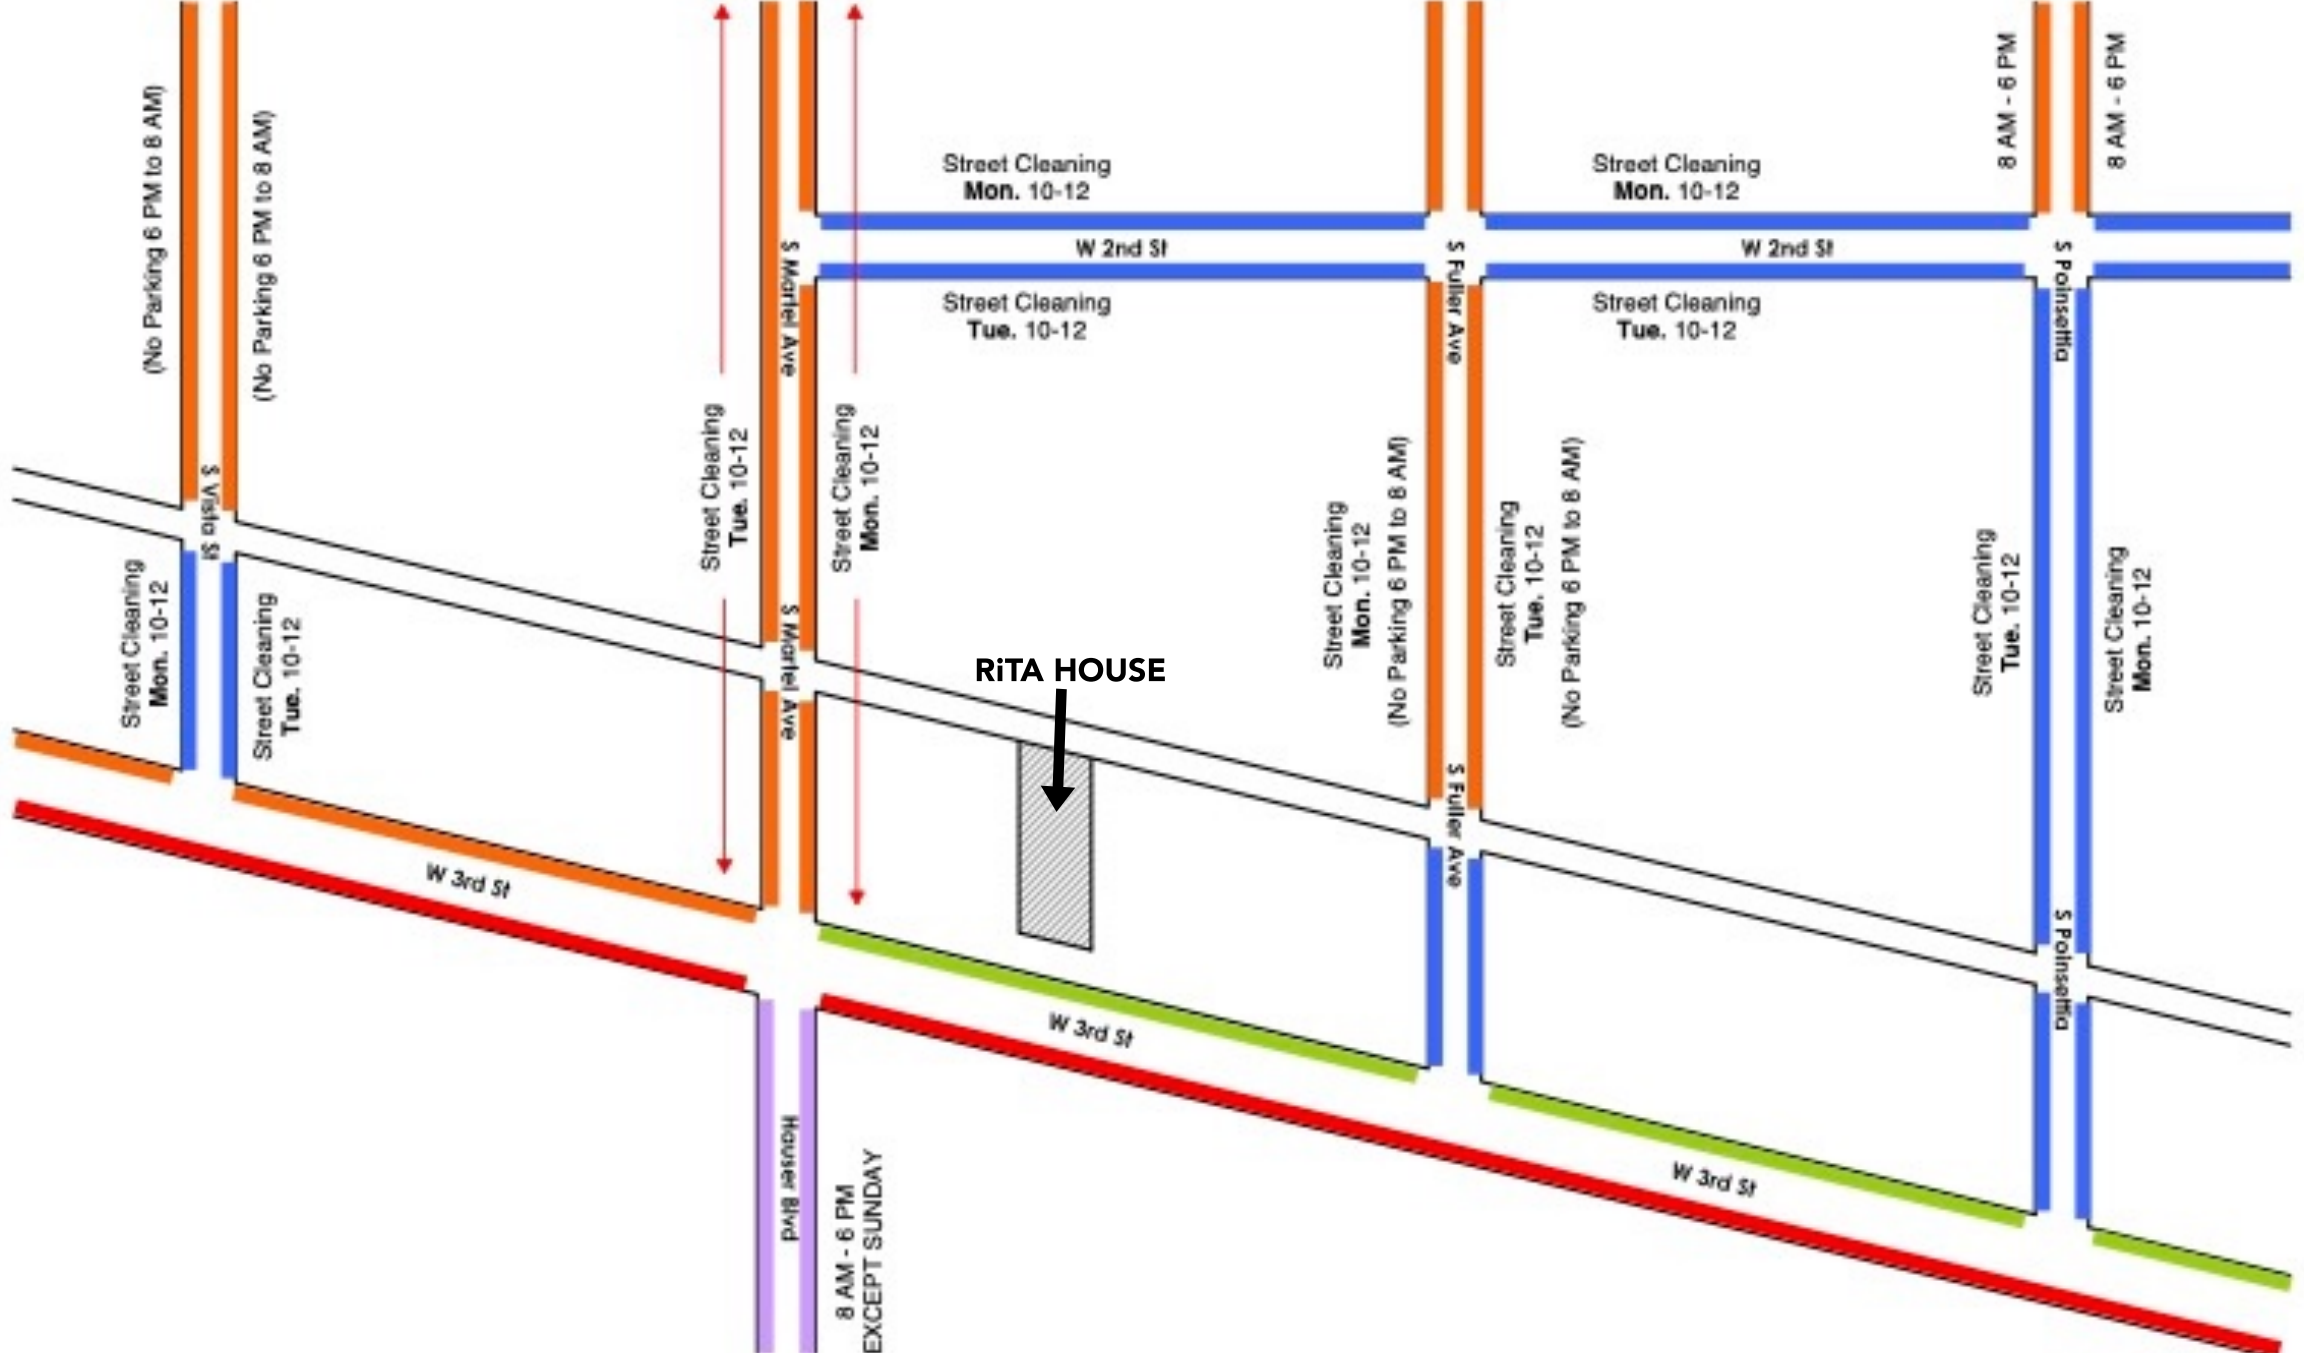 (No Parking 6 PM to 8 AM)
(No Parking 6 PM to 8 AM)
8 AM - 6 PM
8 AM - 6 PM
Street Cleaning
Mon. 10-12
Street Cleaning
Mon. 10-12
W 2nd St
W 2nd St
S Martel Ave
S Fuller Ave
S Poinsettia
Street Cleaning
Tue. 10-12
Street Cleaning
Tue. 10-12
Street Cleaning
Tue. 10-12
Street Cleaning
Mon. 10-12
Street Cleaning
Mon. 10-12
(No Parking 6 PM to 8 AM)
Street Cleaning
Tue. 10-12
(No Parking 6 PM to 8 AM)
Street Cleaning
Tue. 10-12
Street Cleaning
Mon. 10-12
S Vista St
Street Cleaning
Mon. 10-12
Street Cleaning
Tue. 10-12
S Martel Ave
RiTA HOUSE
S Fuller Ave
S Poinsettia
W 3rd St
W 3rd St
W 3rd St
Hauser Blvd
8 AM - 6 PM
EXCEPT SUNDAY